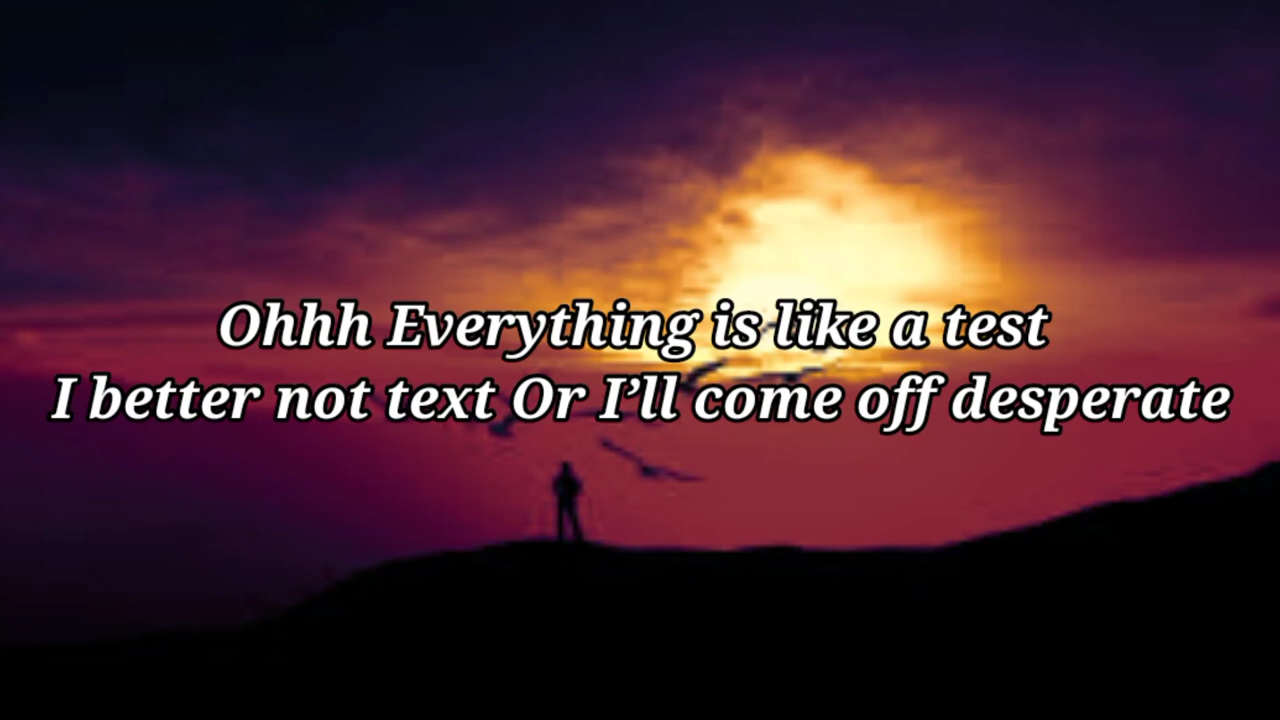 Ohhh Everything is like a test
I better not text Or I’ll come off desperate